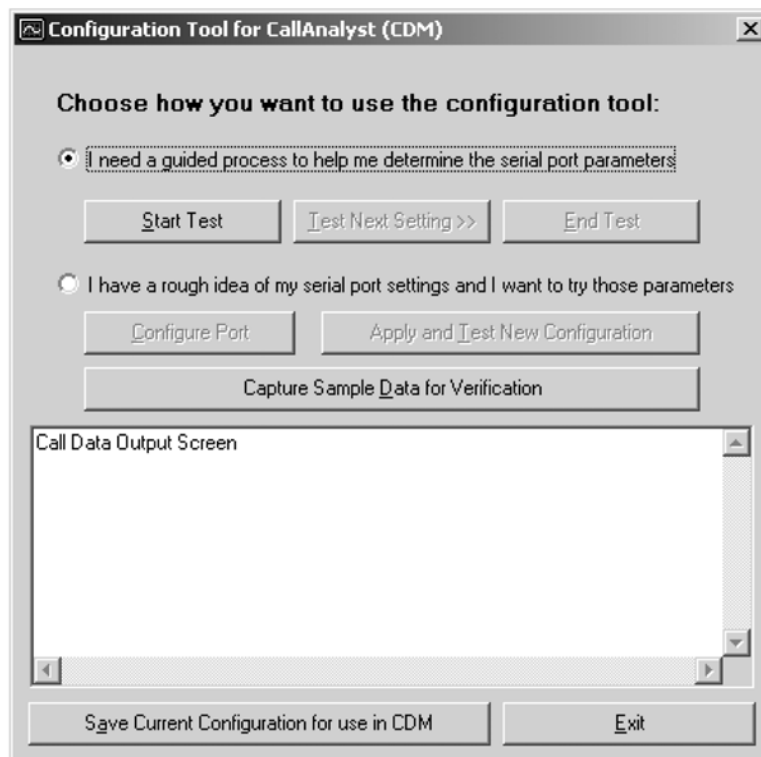 Configuration Tool for CallAnalyst (CDM)
Choose how you want to use the configuration tool:
I need a guided process to help me determine the serial port parameters
Start Test
Test Next Setting >>
End Test
I have a rough idea of my serial port settings and I want to try those parameters
Configure Port
Apply and Test New Configuration
Capture Sample Data for Verification
Call Data Output Screen
Save Current Configuration for use in CDM
Exit